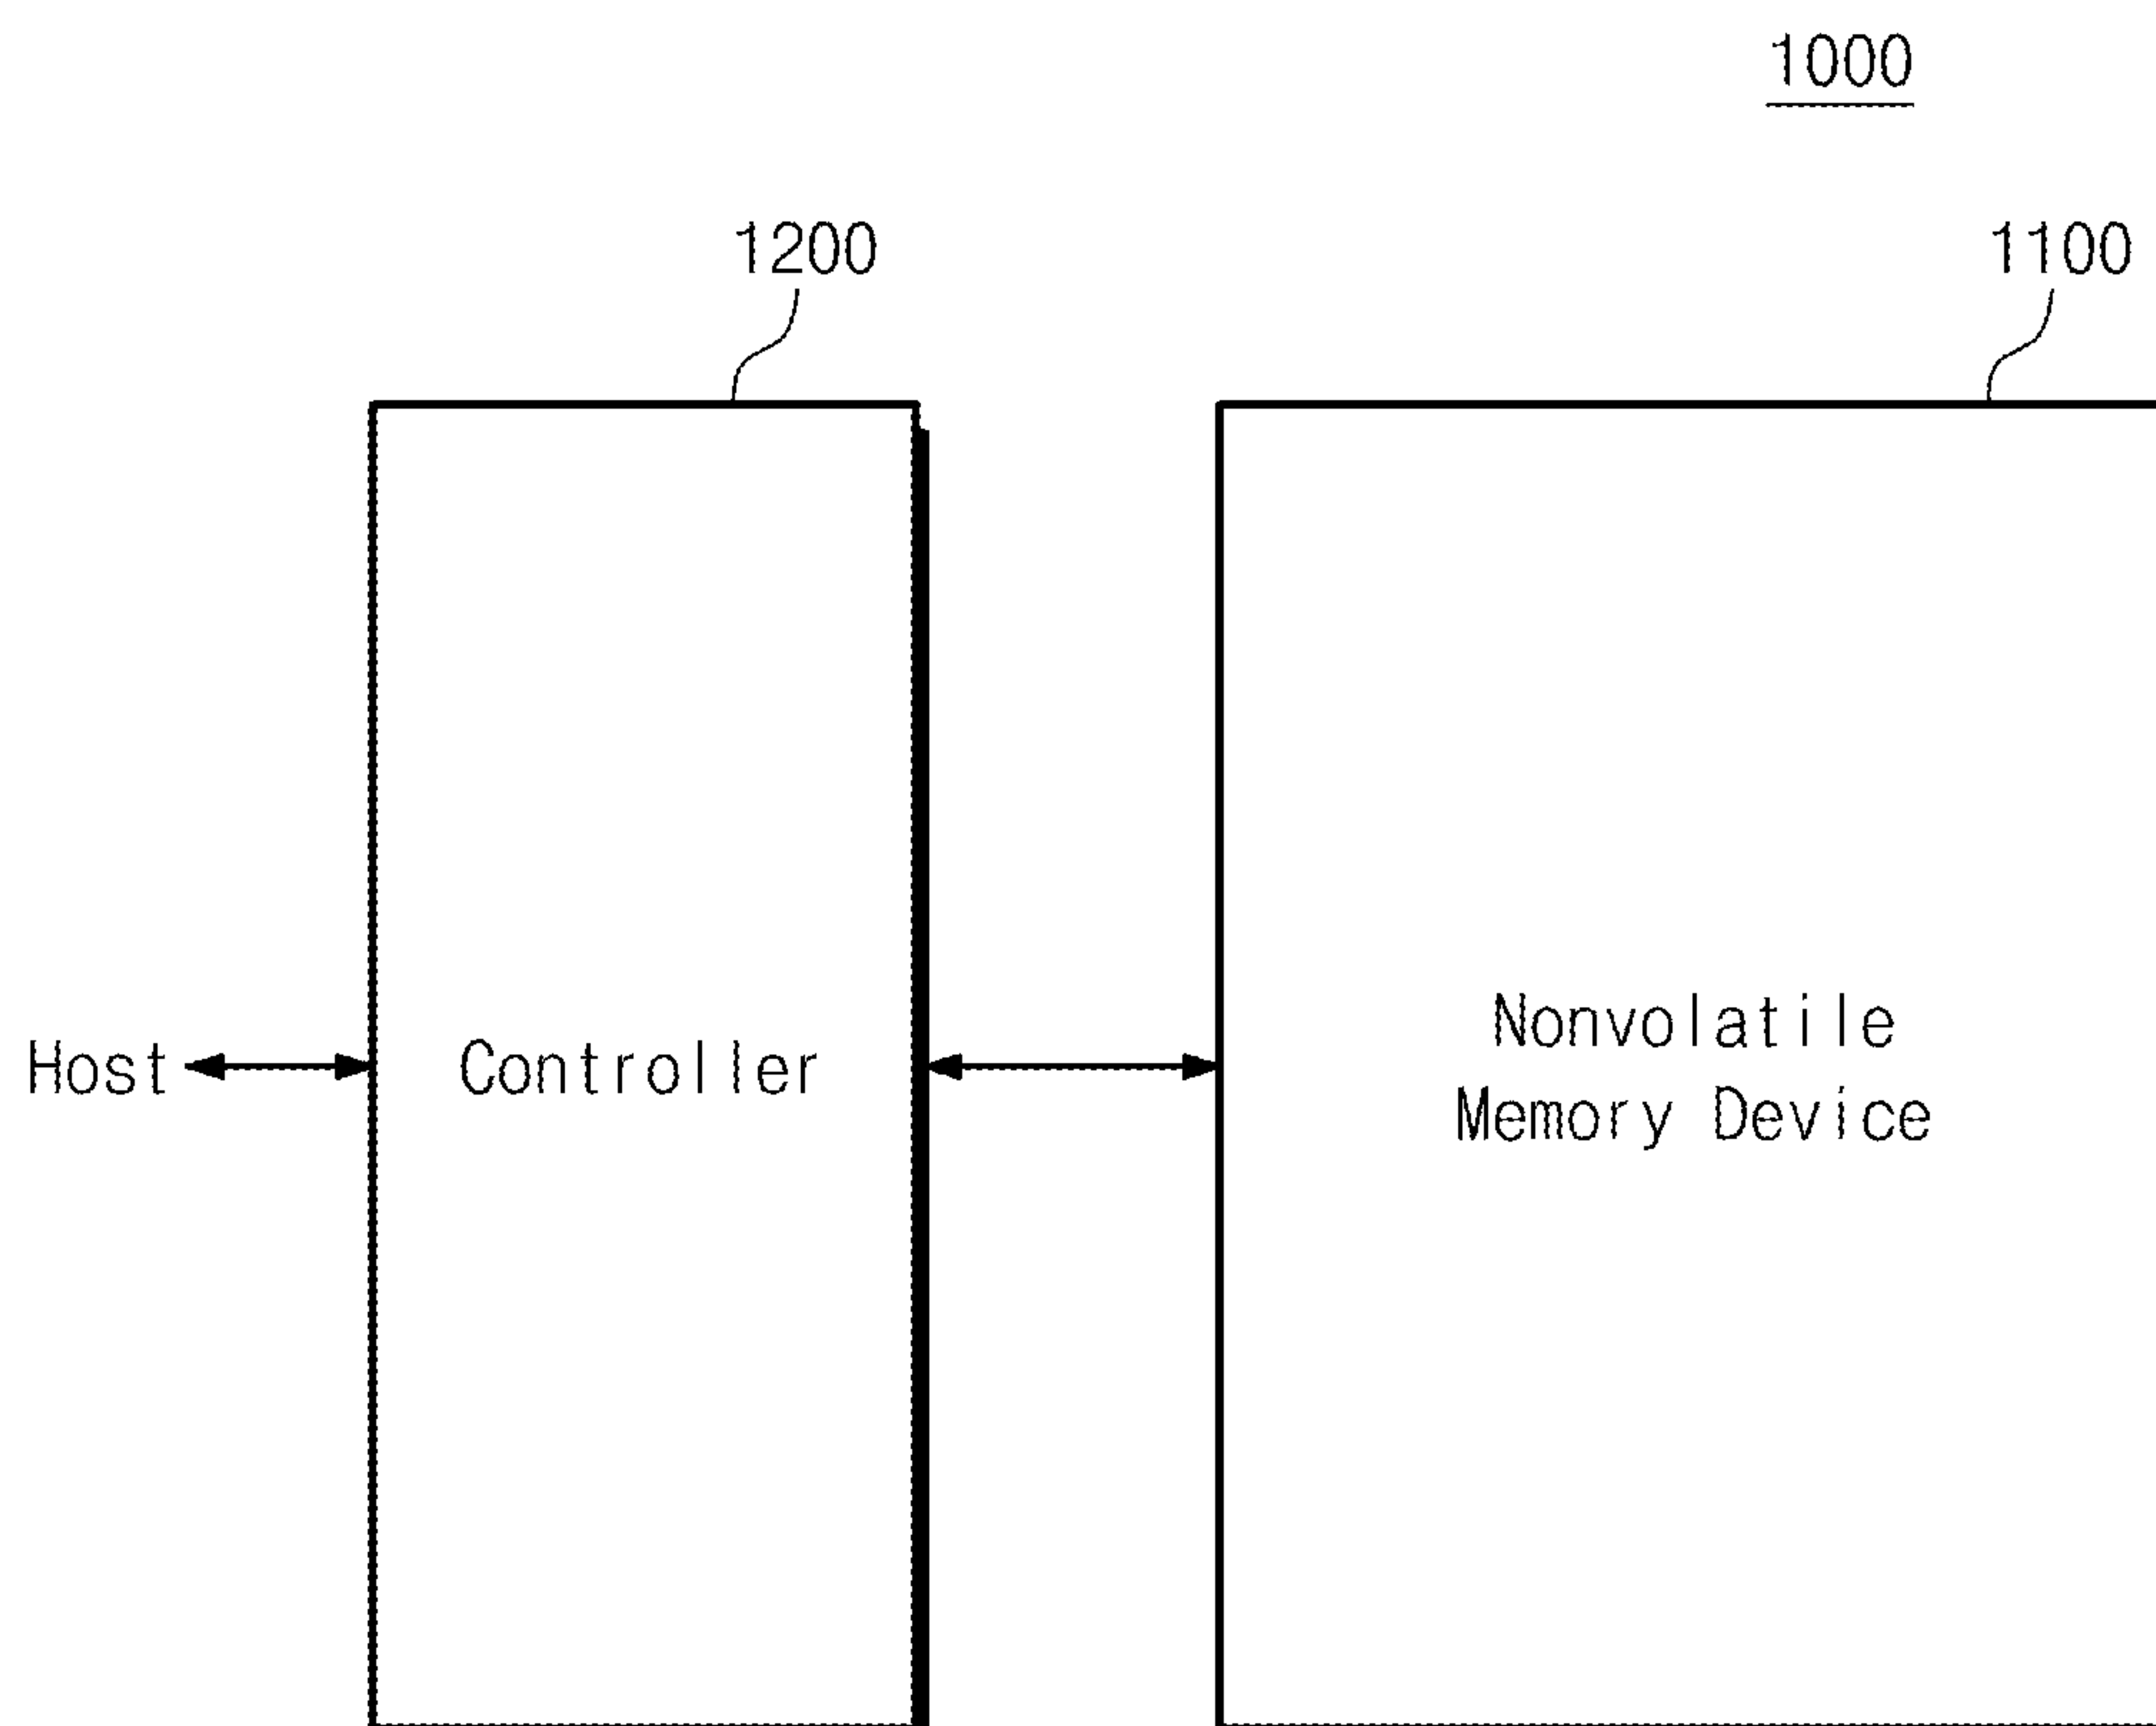 1000
1200
1100
Host
Controller
Nonvolatile
Memory Device